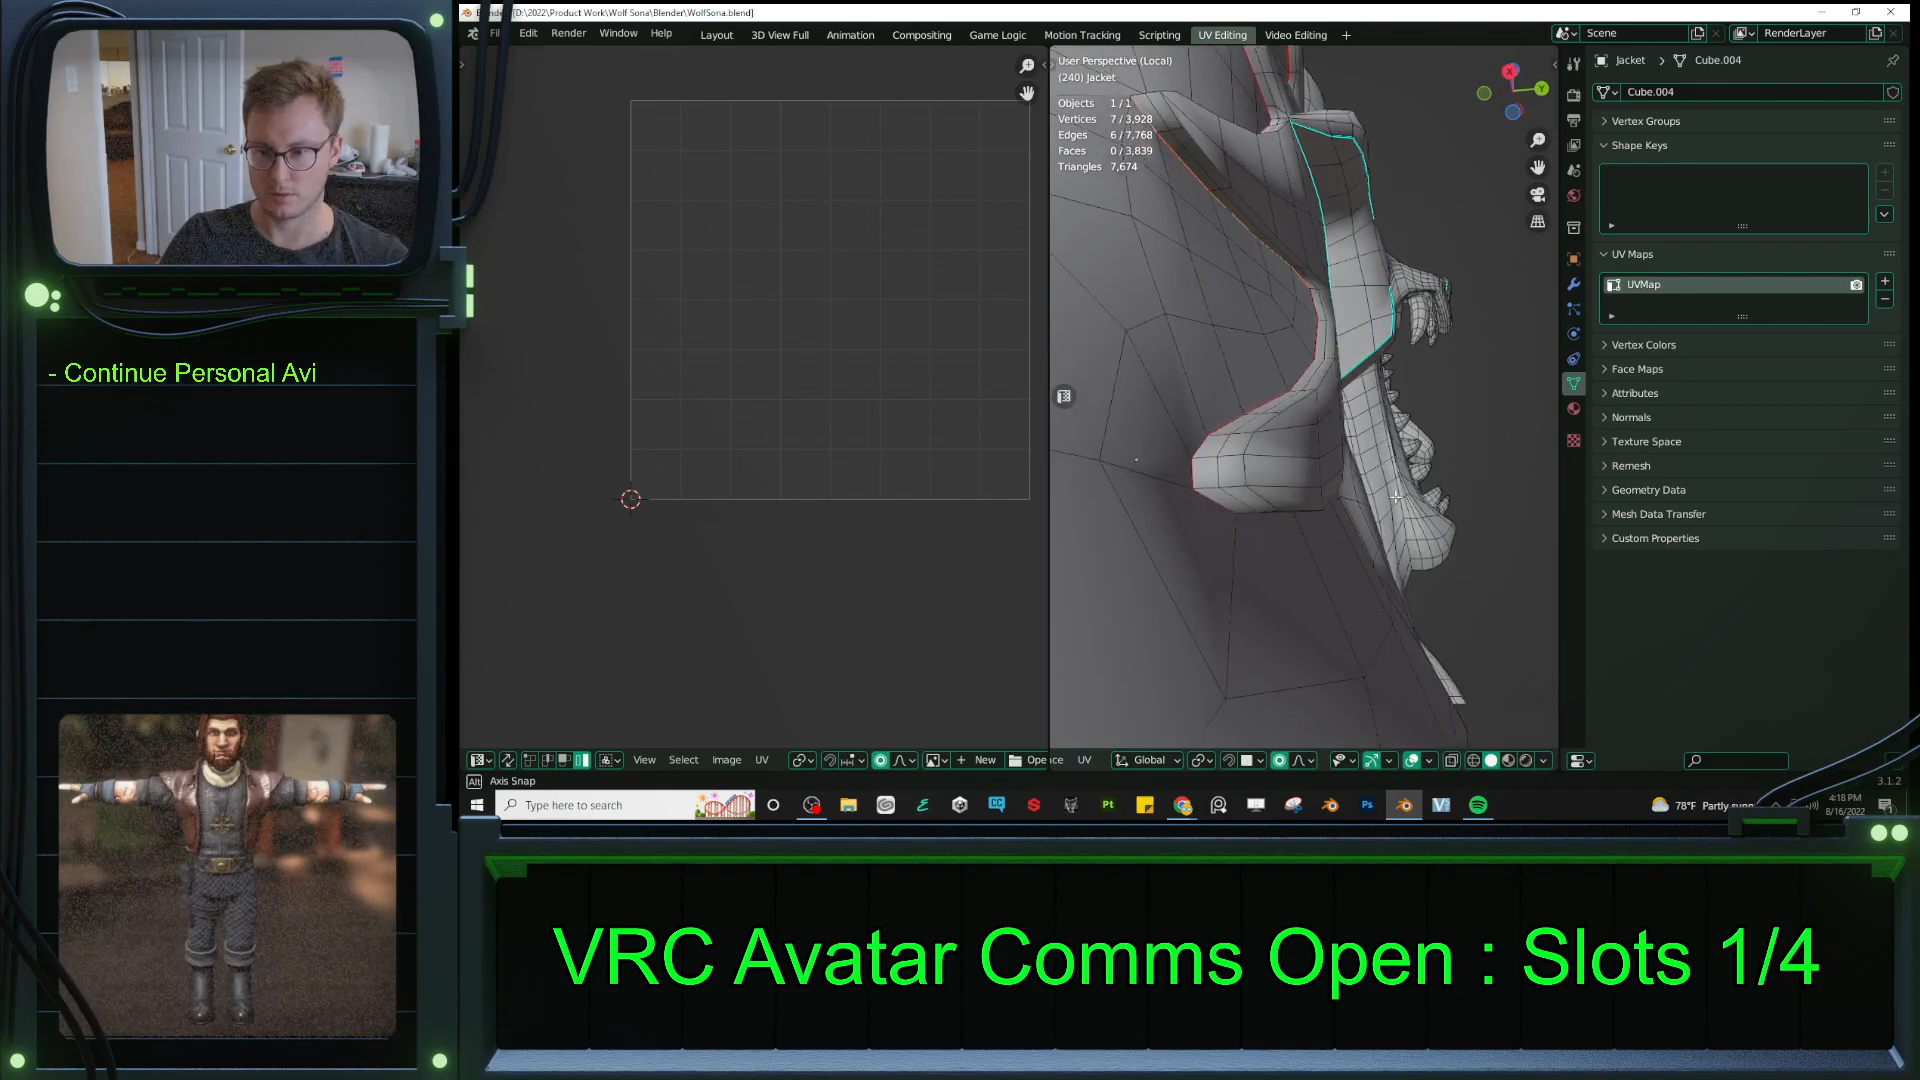 [D:\2022\Product Work\Wolf Sona\Blender\WolfSona.blend]
Edit Render Window Help
Layout 3D View Full Animation Compositing Game Logic Motion Tracking Scripting UV Editing Video Editing +
Scene
RenderLayer
User Perspective (Local)
(240) Jacket
Objects 1 / 1
Vertices 7 / 3,928
Edges 6 / 7,768
Faces 0 / 3,839
Triangles 7,674
X
Y
Jacket > Cube.004
Cube.004
Vertex Groups
Shape Keys
UV Maps
UVMap
Vertex Colors
Face Maps
Attributes
Normals
Texture Space
Remesh
Geometry Data
Mesh Data Transfer
Custom Properties
- Continue Personal Avi
View Select Image UV
New
UV
Global
Alt Axis Snap
3.1.2
Type here to search
78°F
4:18 PM
8/16/2022
VRC Avatar Comms Open : Slots 1/4